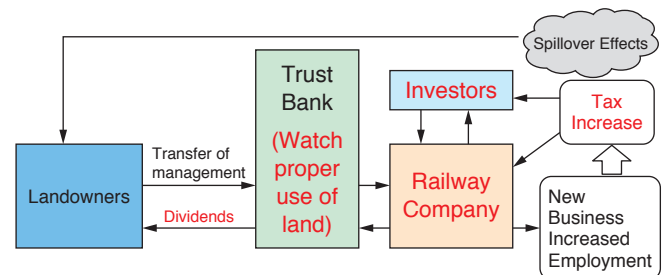 Spillover Effects
Trust
Bank
(Watch
proper
use of
land)
Investors
Tax
Increase
Transfer of
management
Landowners
Dividends
Railway
Company
New
Business
Increased
Employment